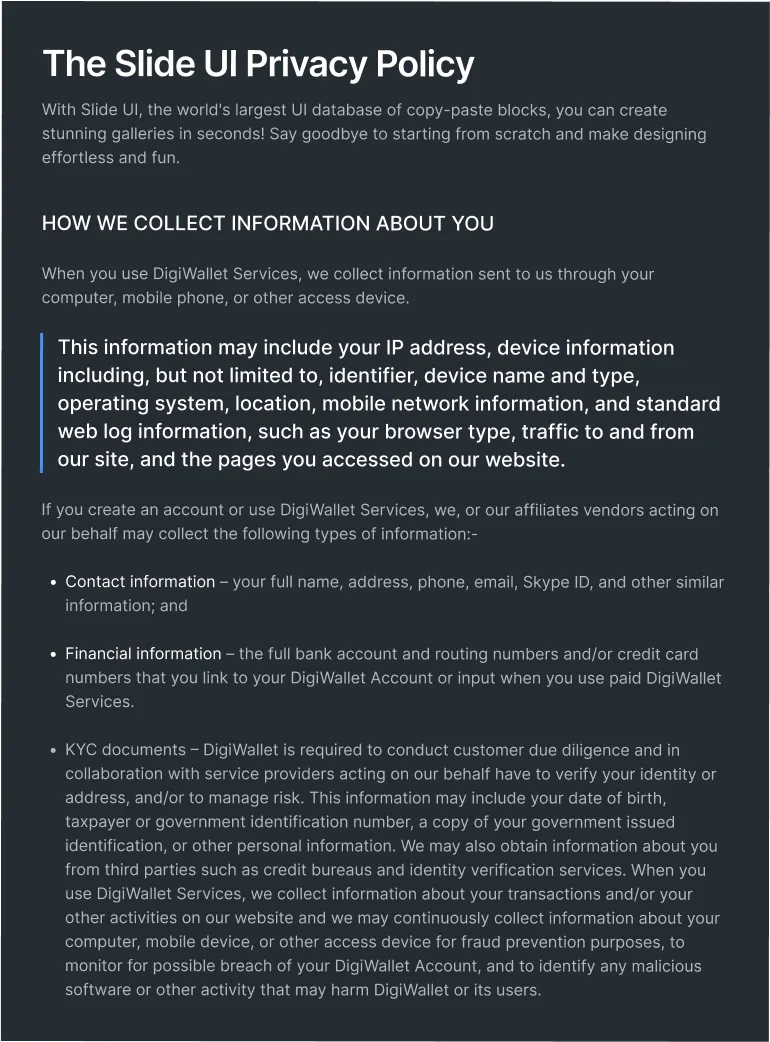 The Slide UI Privacy Policy
With Slide UI, the world's largest UI database of copy-paste blocks, you can create
stunning galleries in seconds! Say goodbye to starting from scratch and make designing
effortless and fun.
HOW WE COLLECT INFORMATION ABOUT YOU
When you use DigiWallet Services, we collect information sent to us through your
computer, mobile phone, or other access device.
This information may include your IP address, device information
including, but not limited to, identifier, device name and type,
operating system, location, mobile network information, and standard
web log information, such as your browser type, traffic to and from
our site, and the pages you accessed on our website.
If you create an account or use DigiWallet Services, we, or our affiliates vendors acting on
our behalf may collect the following types of information:-
• Contact information – your full name, address, phone, email, Skype ID, and other similar
information; and
• Financial information – the full bank account and routing numbers and/or credit card
numbers that you link to your DigiWallet Account or input when you use paid DigiWallet
Services.
• KYC documents – DigiWallet is required to conduct customer due diligence and in
collaboration with service providers acting on our behalf have to verify your identity or
address, and/or to manage risk. This information may include your date of birth,
taxpayer or government identification number, a copy of your government issued
identification, or other personal information. We may also obtain information about you
from third parties such as credit bureaus and identity verification services. When you
use DigiWallet Services, we collect information about your transactions and/or your
other activities on our website and we may continuously collect information about your
computer, mobile device, or other access device for fraud prevention purposes, to
monitor for possible breach of your DigiWallet Account, and to identify any malicious
software or other activity that may harm DigiWallet or its users.